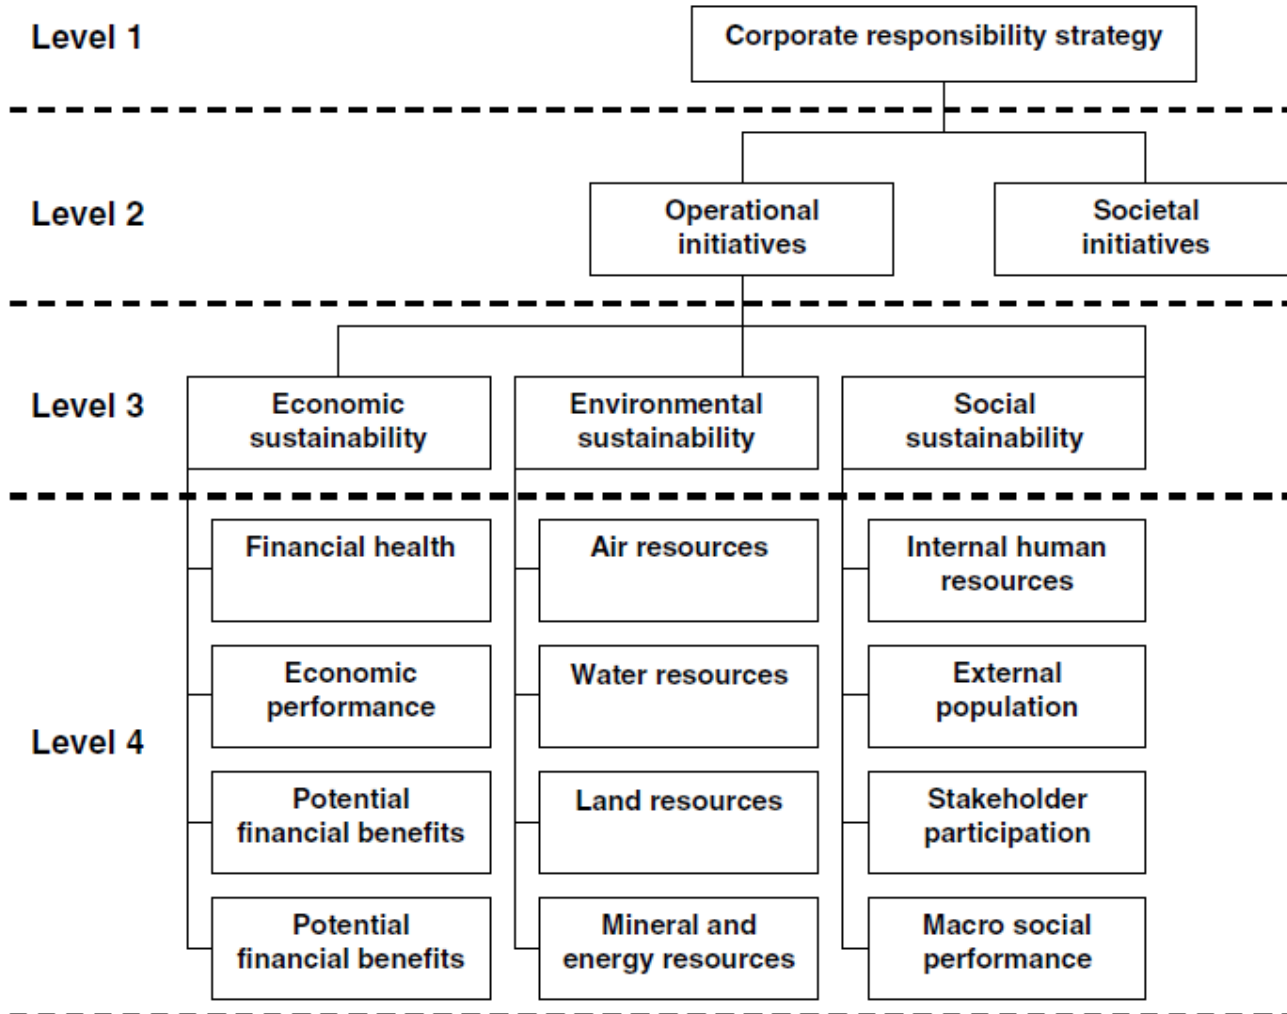 Level 1
Corporate responsibility strategy
Level 2
Operational
initiatives
Societal
initiatives
Level 3
Economic
sustainability
Environmental
sustainability
Social
sustainability
Level 4
Financial health
Air resources
Internal human
resources
Economic
performance
Water resources
External
population
Potential
financial benefits
Land resources
Stakeholder
participation
Potential
financial benefits
Mineral and
energy resources
Macro social
performance